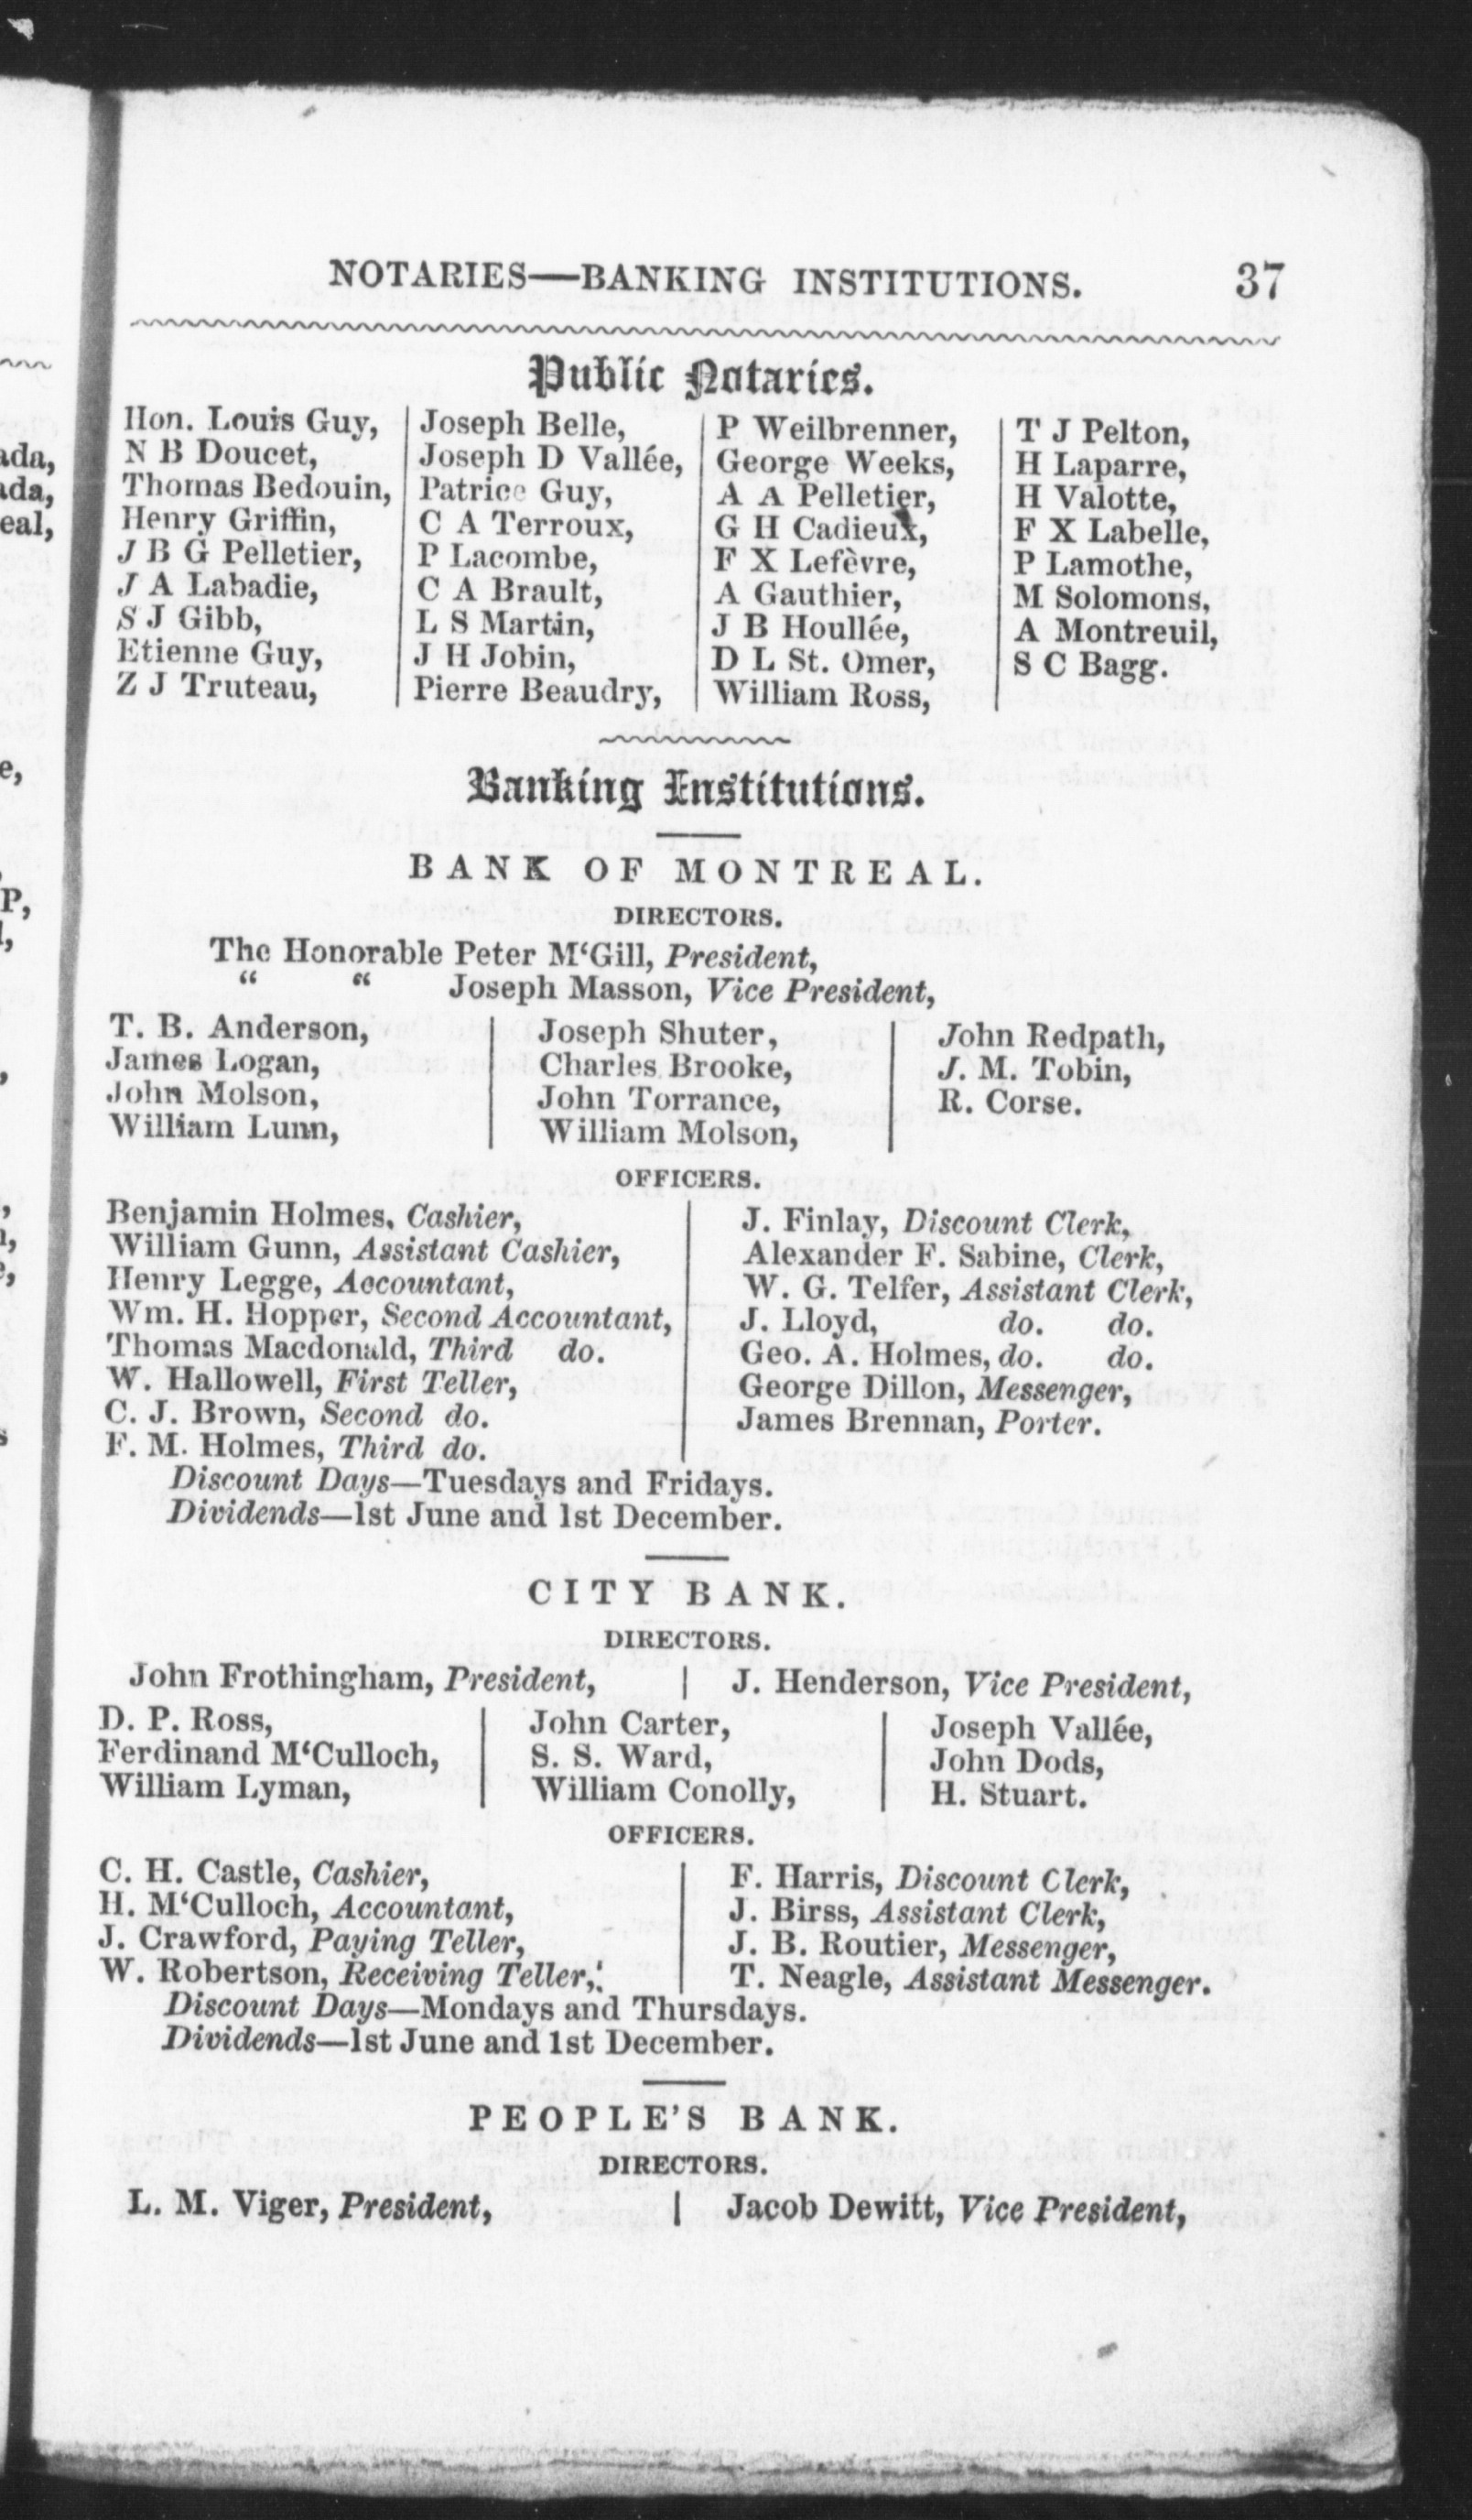 NOTARIES—BANKING INSTITUTIONS. 37
Public Notaries.
Hon. Louis Guy,
N B Doucet,
Thomas Bedouin,
Henry Griffin,
J B G Pelletier,
J A Labadie,
S J Gibb,
Etienne Guy,
Z J Truteau,
Joseph Belle,
Joseph D Vallée,
Patrice Guy,
C A Terroux,
P Lacombe,
C A Brault,
L S Martin,
J H Jobin,
Pierre Beaudry,
P Weilbrenner,
George Weeks,
A A Pelletier,
G H Cadieux,
F X Lefèvre,
A Gauthier,
J B Houllée,
D L St. Omer,
William Ross,
T J Pelton,
H Laparre,
H Valotte,
F X Labelle,
P Lamothe,
M Solomons,
A Montreuil,
S C Bagg.
Banking Institutions.
BANK OF MONTREAL.
DIRECTORS.
The Honorable Peter M‘Gill, President,
“ “ Joseph Masson, Vice President,
T. B. Anderson,
James Logan,
John Molson,
William Lunn,
Joseph Shuter,
Charles Brooke,
John Torrance,
William Molson,
John Redpath,
J. M. Tobin,
R. Corse.
OFFICERS.
Benjamin Holmes, Cashier,
William Gunn, Assistant Cashier,
Henry Legge, Accountant,
Wm. H. Hopper, Second Accountant,
Thomas Macdonald, Third do.
W. Hallowell, First Teller,
C. J. Brown, Second do.
F. M. Holmes, Third do.
J. Finlay, Discount Clerk,
Alexander F. Sabine, Clerk,
W. G. Telfer, Assistant Clerk,
J. Lloyd, do. do.
Geo. A. Holmes, do. do.
George Dillon, Messenger,
James Brennan, Porter.
Discount Days—Tuesdays and Fridays.
Dividends—1st June and 1st December.
CITY BANK.
DIRECTORS.
John Frothingham, President, | J. Henderson, Vice President,
D. P. Ross,
Ferdinand M‘Culloch,
William Lyman,
John Carter,
S. S. Ward,
William Conolly,
Joseph Vallée,
John Dods,
H. Stuart.
OFFICERS.
C. H. Castle, Cashier,
H. M‘Culloch, Accountant,
J. Crawford, Paying Teller,
W. Robertson, Receiving Teller,
F. Harris, Discount Clerk,
J. Birss, Assistant Clerk,
J. B. Routier, Messenger,
T. Neagle, Assistant Messenger.
Discount Days—Mondays and Thursdays.
Dividends—1st June and 1st December.
PEOPLE'S BANK.
DIRECTORS.
L. M. Viger, President, | Jacob Dewitt, Vice President,